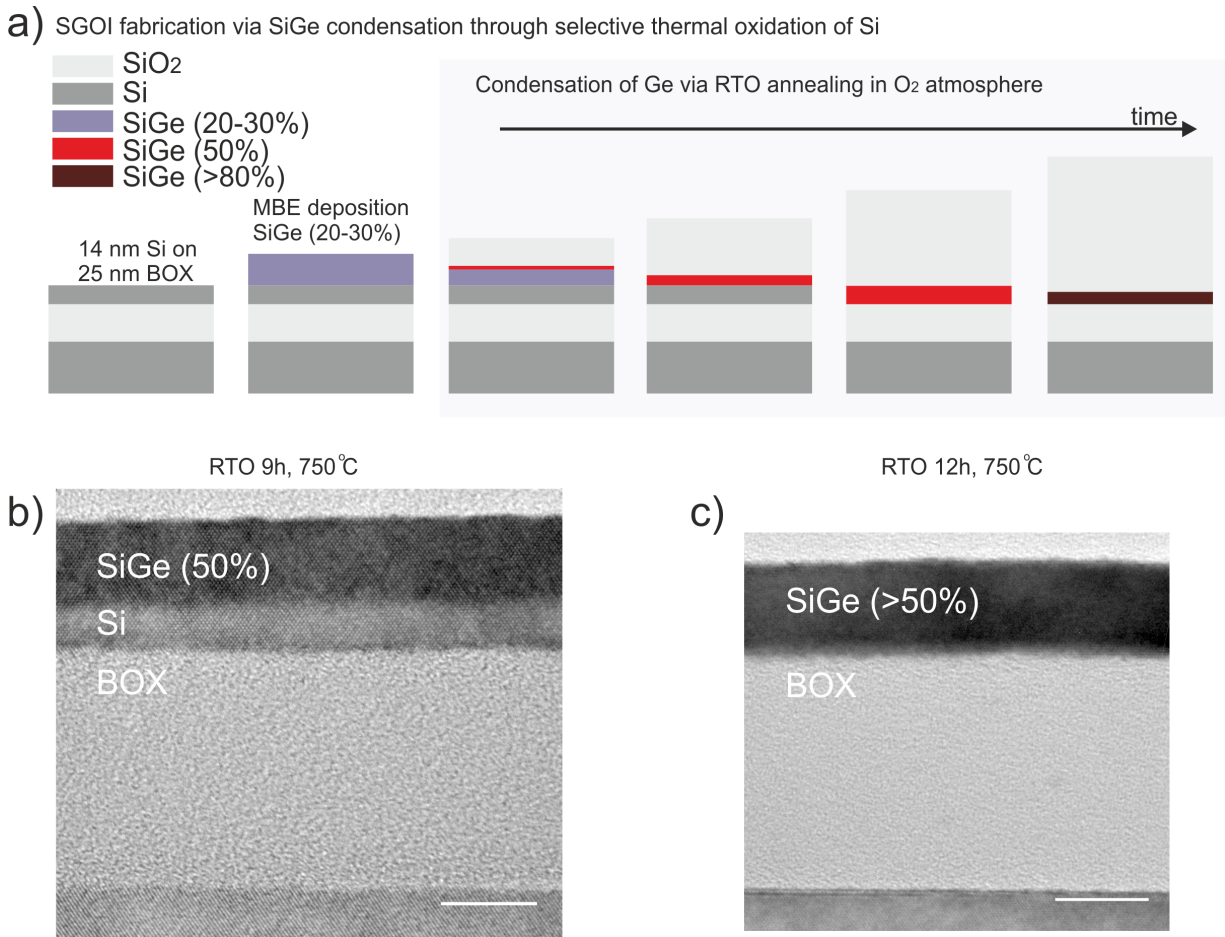 a) SGOI fabrication via SiGe condensation through selective thermal oxidation of Si
SiO2
Si
SiGe (20-30%)
SiGe (50%)
SiGe (>80%)
Condensation of Ge via RTO annealing in O2 atmosphere
time
14 nm Si on
25 nm BOX
MBE deposition
SiGe (20-30%)
RTO 9h, 750°C
b)
SiGe (50%)
Si
BOX
RTO 12h, 750°C
c)
SiGe (>50%)
BOX